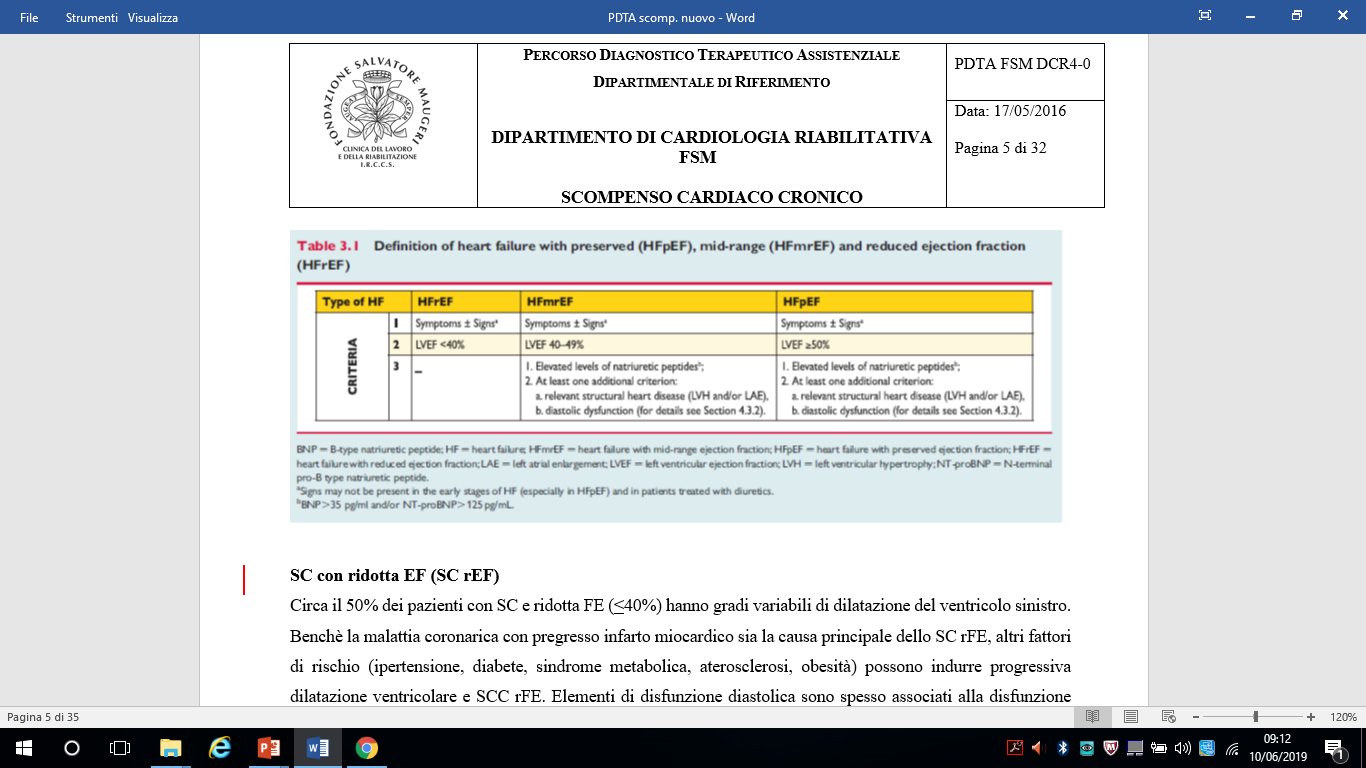 File Strumenti Visualizza
PDTA scomp. nuovo - Word
FONDAZIONE SALVATORE MAUGERI
AUGEAT SEMPER
CLINICA DEL LAVORO
E DELLA RIABILITAZIONE
I.R.C.C.S.
PERCORSO DIAGNOSTICO TERAPEUTICO ASSISTENZIALE
DIPARTIMENTALE DI RIFERIMENTO
DIPARTIMENTO DI CARDIOLOGIA RIABILITATIVA
FSM
SCOMPENSO CARDIACO CRONICO
PDTA FSM DCR4-0
Data: 17/05/2016
Pagina 5 di 32
Table 3.1 Definition of heart failure with preserved (HFpEF), mid-range (HFmrEF) and reduced ejection fraction
(HFrEF)
Type of HF HFrEF HFmrEF HFpEF
CRITERIA
1 Symptoms ± Signsᵃ Symptoms ± Signsᵃ Symptoms ± Signsᵃ
2 LVEF <40% LVEF 40–49% LVEF ≥50%
3 –
1. Elevated levels of natriuretic peptidesᵇ;
2. At least one additional criterion:
a. relevant structural heart disease (LVH and/or LAE),
b. diastolic dysfunction (for details see Section 4.3.2).
1. Elevated levels of natriuretic peptidesᵇ;
2. At least one additional criterion:
a. relevant structural heart disease (LVH and/or LAE),
b. diastolic dysfunction (for details see Section 4.3.2).
BNP = B-type natriuretic peptide; HF = heart failure; HFmrEF = heart failure with mid-range ejection fraction; HFpEF = heart failure with preserved ejection fraction; HFrEF =
heart failure with reduced ejection fraction; LAE = left atrial enlargement; LVEF = left ventricular ejection fraction; LVH = left ventricular hypertrophy; NT-proBNP = N-terminal
pro-B type natriuretic peptide.
ᵃSigns may not be present in the early stages of HF (especially in HFpEF) and in patients treated with diuretics.
ᵇBNP>35 pg/ml and/or NT-proBNP>125 pg/mL.
SC con ridotta EF (SC rEF)
Circa il 50% dei pazienti con SC e ridotta FE (≤40%) hanno gradi variabili di dilatazione del ventricolo sinistro.
Benchè la malattia coronarica con pregresso infarto miocardico sia la causa principale dello SC rFE, altri fattori
di rischio (ipertensione, diabete, sindrome metabolica, aterosclerosi, obesità) possono indurre progressiva
dilatazione ventricolare e SCC rFE. Elementi di disfunzione diastolica sono spesso associati alla disfunzione
Pagina 5 di 35
120%
09:12
10/06/2019
1